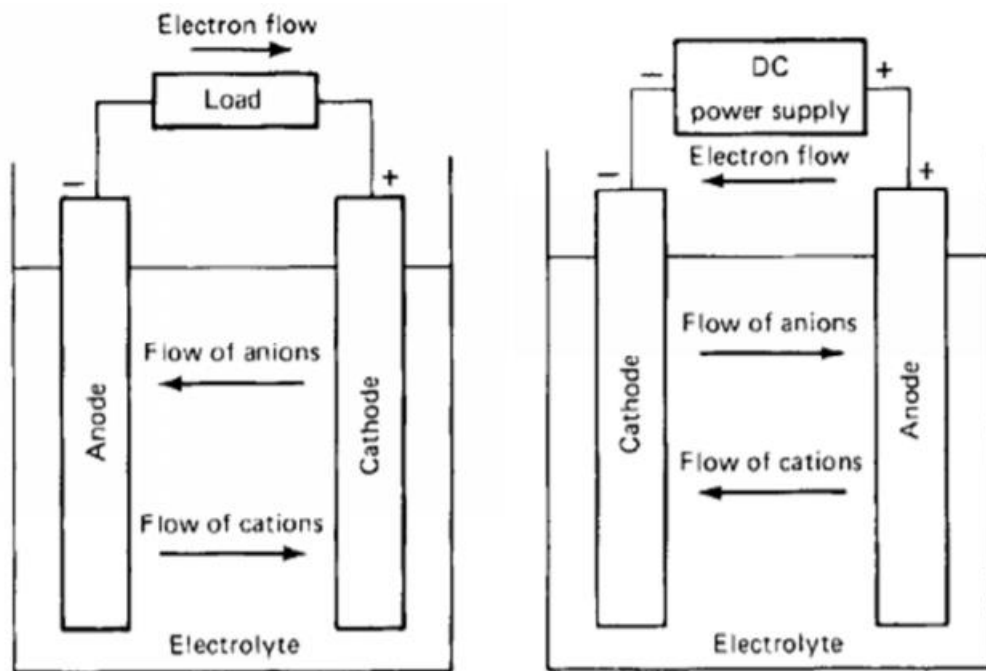 Electron flow
Load
−
+
Anode
Flow of anions
Cathode
Flow of cations
Electrolyte
−
DC
power supply
+
Electron flow
−
+
Flow of anions
Cathode
Anode
Flow of cations
Electrolyte